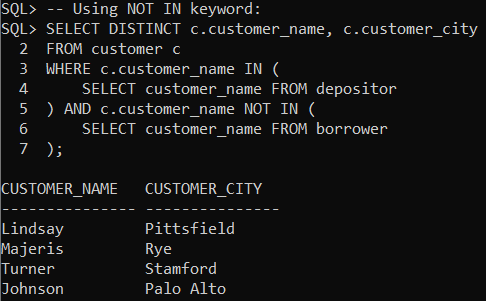 SQL> -- Using NOT IN keyword:
SQL> SELECT DISTINCT c.customer_name, c.customer_city
  2  FROM customer c
  3  WHERE c.customer_name IN (
  4      SELECT customer_name FROM depositor
  5  ) AND c.customer_name NOT IN (
  6      SELECT customer_name FROM borrower
  7  );
CUSTOMER_NAME   CUSTOMER_CITY
--------------- ---------------
Lindsay         Pittsfield
Majeris         Rye
Turner          Stamford
Johnson         Palo Alto